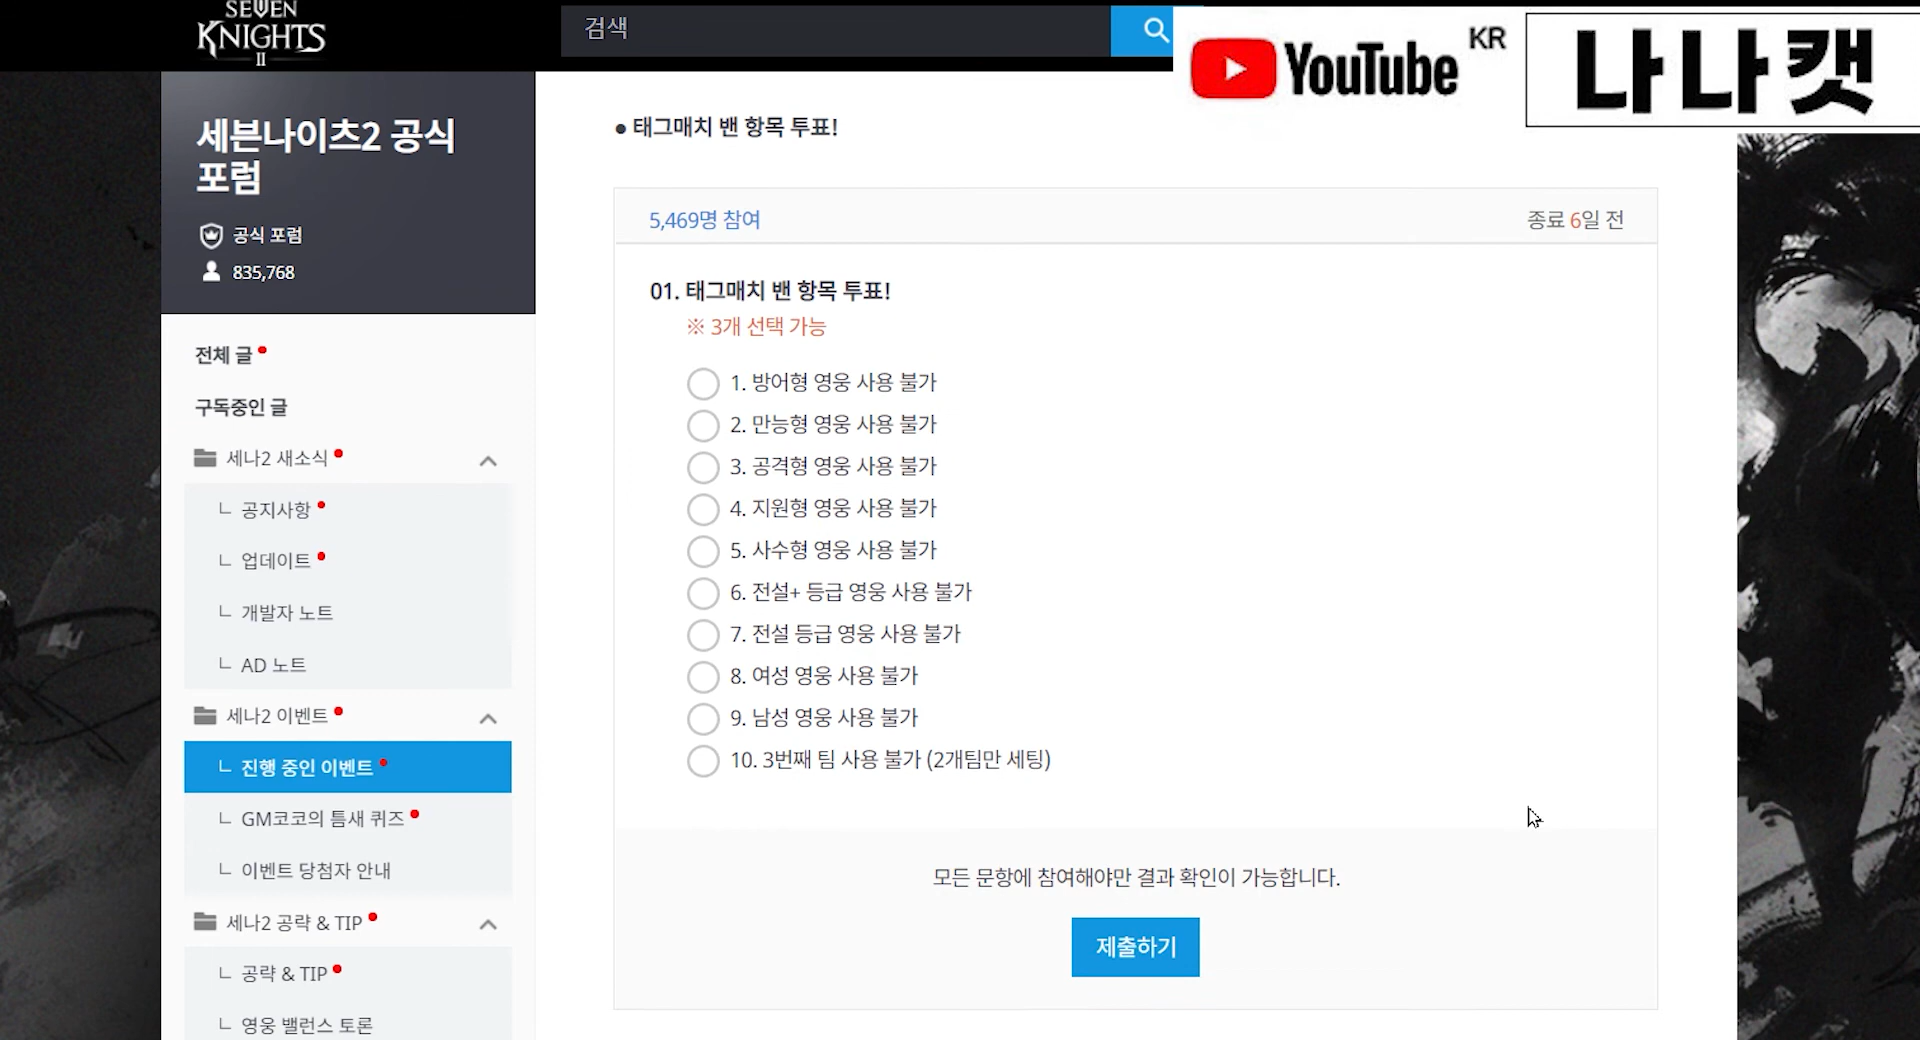 SEVEN
KNIGHTS
II
검색
YouTube KR
나나캣
세븐나이츠2 공식
포럼
공식 포럼
835,768
전체 글
구독중인 글
세나2 새소식
공지사항
업데이트
개발자 노트
AD 노트
세나2 이벤트
진행 중인 이벤트
GM코코의 틈새 퀴즈
이벤트 당첨자 안내
세나2 공략 & TIP
공략 & TIP
영웅 밸런스 토론
● 태그매치 밴 항목 투표!
5,469명 참여
종료 6일 전
01. 태그매치 밴 항목 투표!
※ 3개 선택 가능
1. 방어형 영웅 사용 불가
2. 만능형 영웅 사용 불가
3. 공격형 영웅 사용 불가
4. 지원형 영웅 사용 불가
5. 사수형 영웅 사용 불가
6. 전설+ 등급 영웅 사용 불가
7. 전설 등급 영웅 사용 불가
8. 여성 영웅 사용 불가
9. 남성 영웅 사용 불가
10. 3번째 팀 사용 불가 (2개팀만 세팅)
모든 문항에 참여해야만 결과 확인이 가능합니다.
제출하기